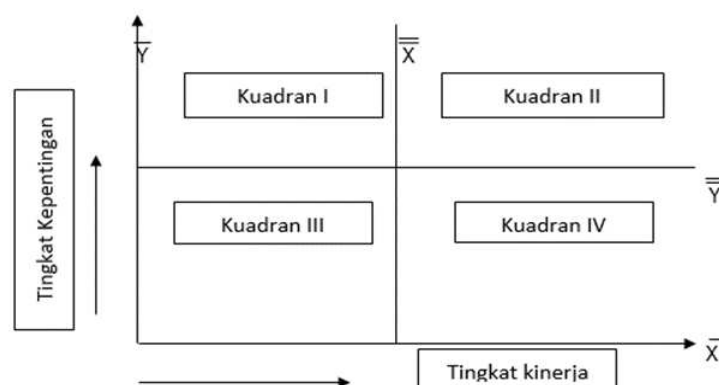 Y̅
X̿
Kuadran I
Kuadran II
Tingkat Kepentingan
Y̿
Kuadran III
Kuadran IV
X̅
Tingkat kinerja